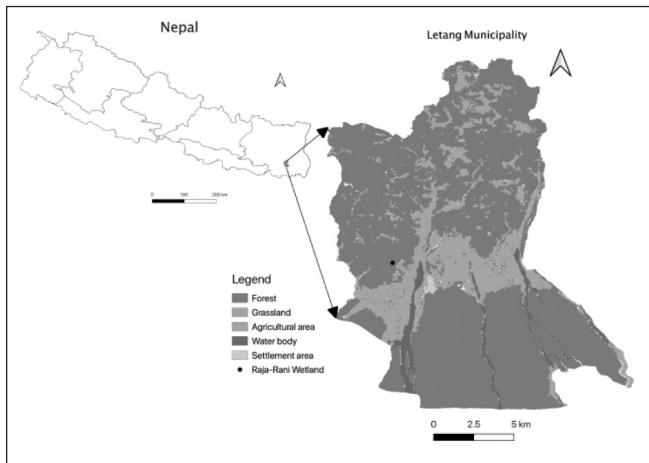 Nepal
Letang Municipality
0 100 200 km
Legend
Forest
Grassland
Agricultural area
Water body
Settlement area
Raja-Rani Wetland
0 2.5 5 km